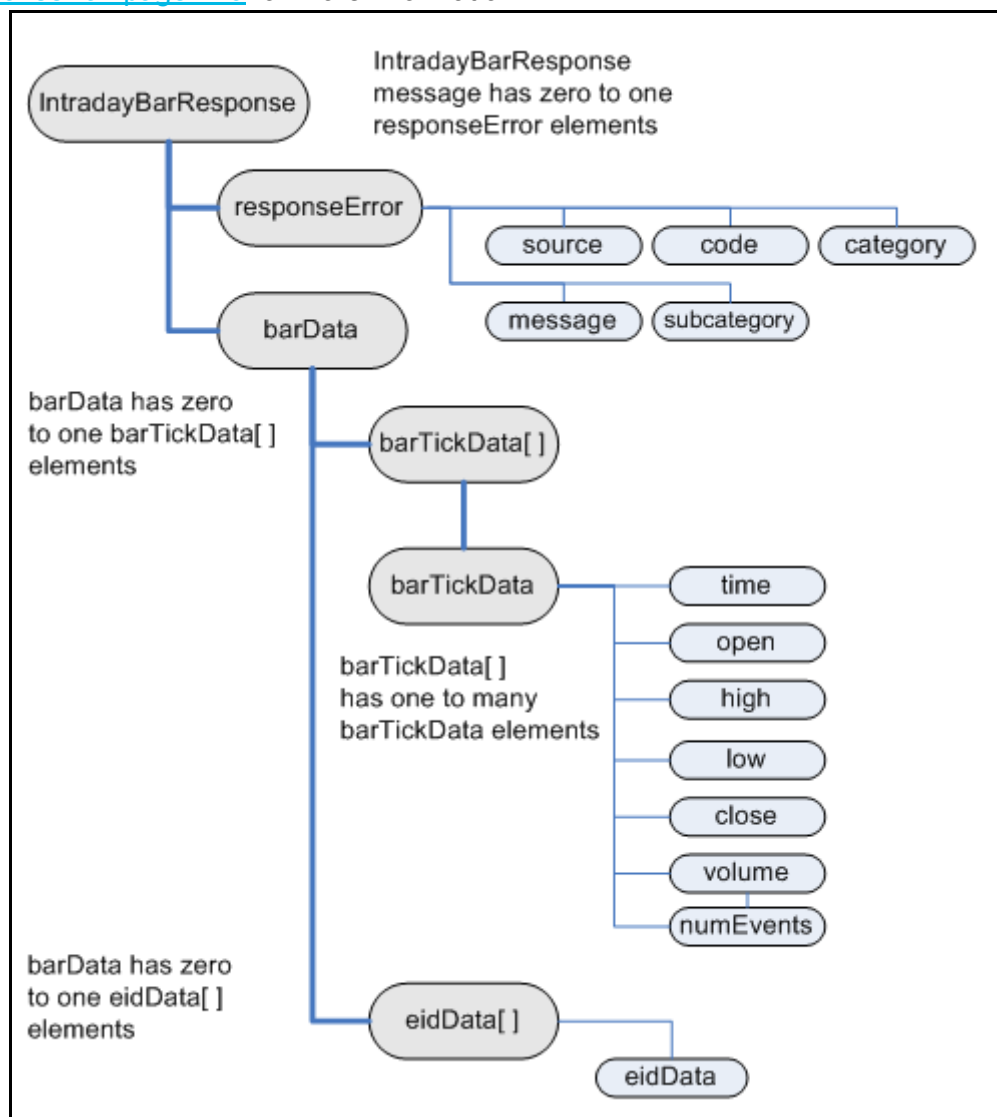 IntradayBarResponse
IntradayBarResponse
message has zero to one
responseError elements
responseError
source
code
category
message
subcategory
barData
barData has zero
to one barTickData[ ]
elements
barTickData[ ]
barTickData
time
open
high
low
close
volume
numEvents
barTickData[ ]
has one to many
barTickData elements
barData has zero
to one eidData[ ]
elements
eidData[ ]
eidData